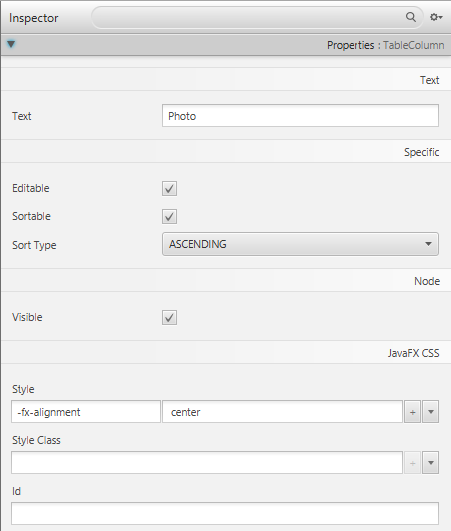 Inspector
Properties : TableColumn
Text
Text Photo
Specific
Editable
Sortable
Sort Type ASCENDING
Node
Visible
JavaFX CSS
Style
-fx-alignment center +
Style Class
+
Id